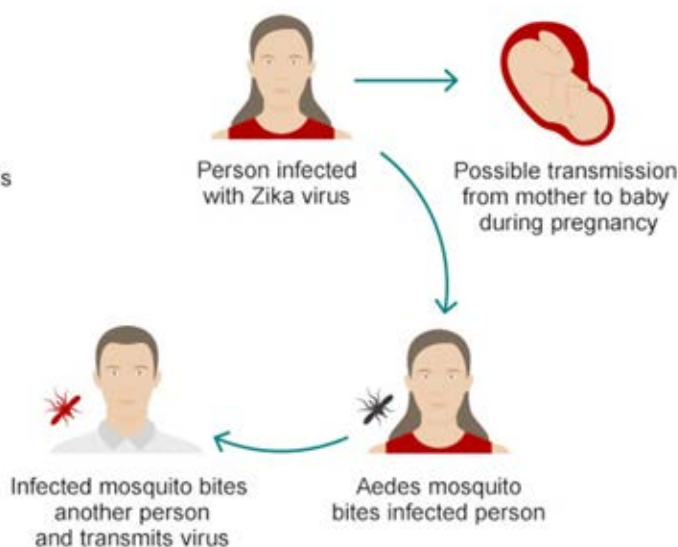 s
Person infected
with Zika virus
Possible transmission
from mother to baby
during pregnancy
Aedes mosquito
bites infected person
Infected mosquito bites
another person
and transmits virus